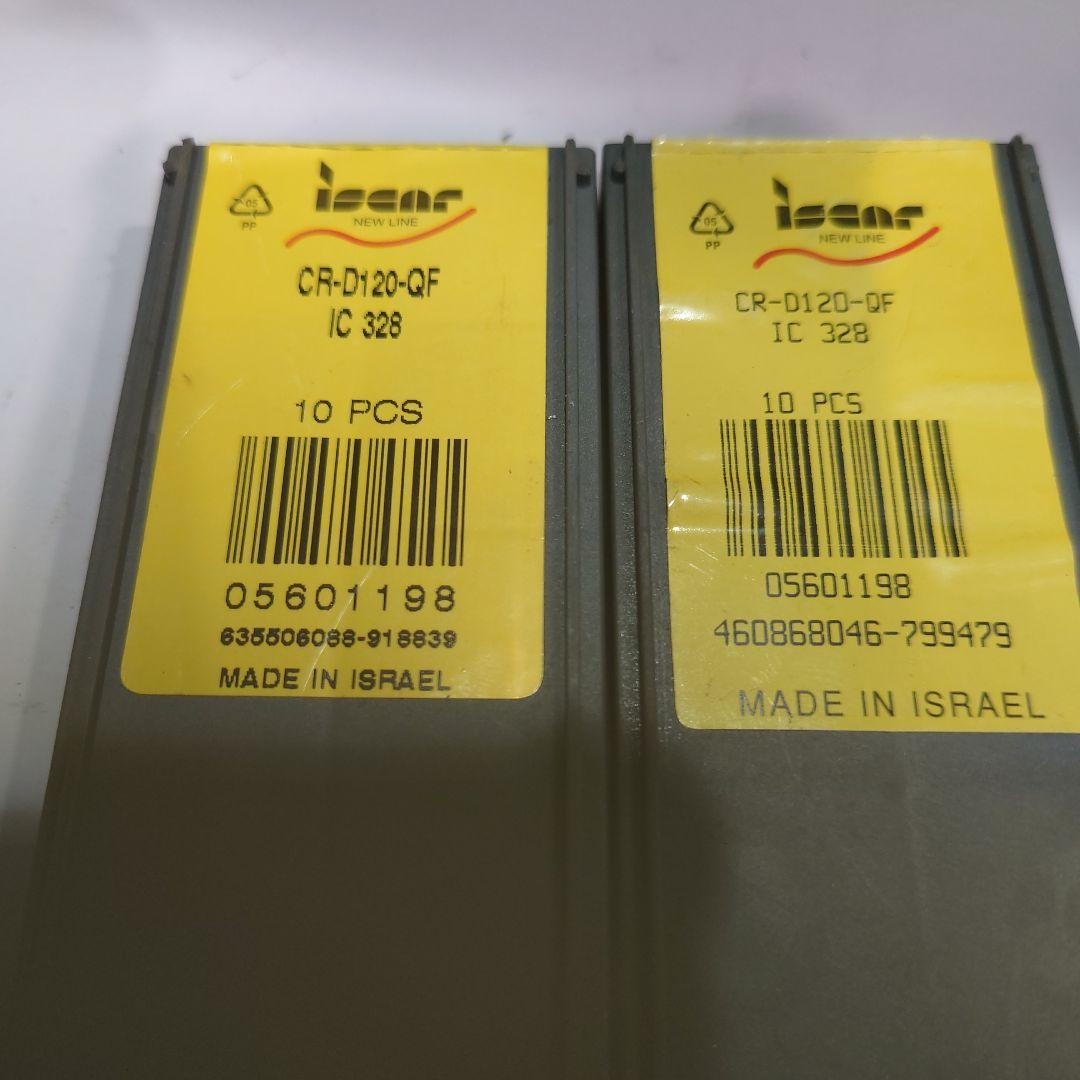 05
PP
iscar
NEW LINE
CR-D120-QF
IC 328
10 PCS
05601198
635506088-918839
MADE IN ISRAEL
05
PP
iscar
NEW LINE
CR-D120-QF
IC 328
10 PCS
05601198
460868046-799479
MADE IN ISRAEL